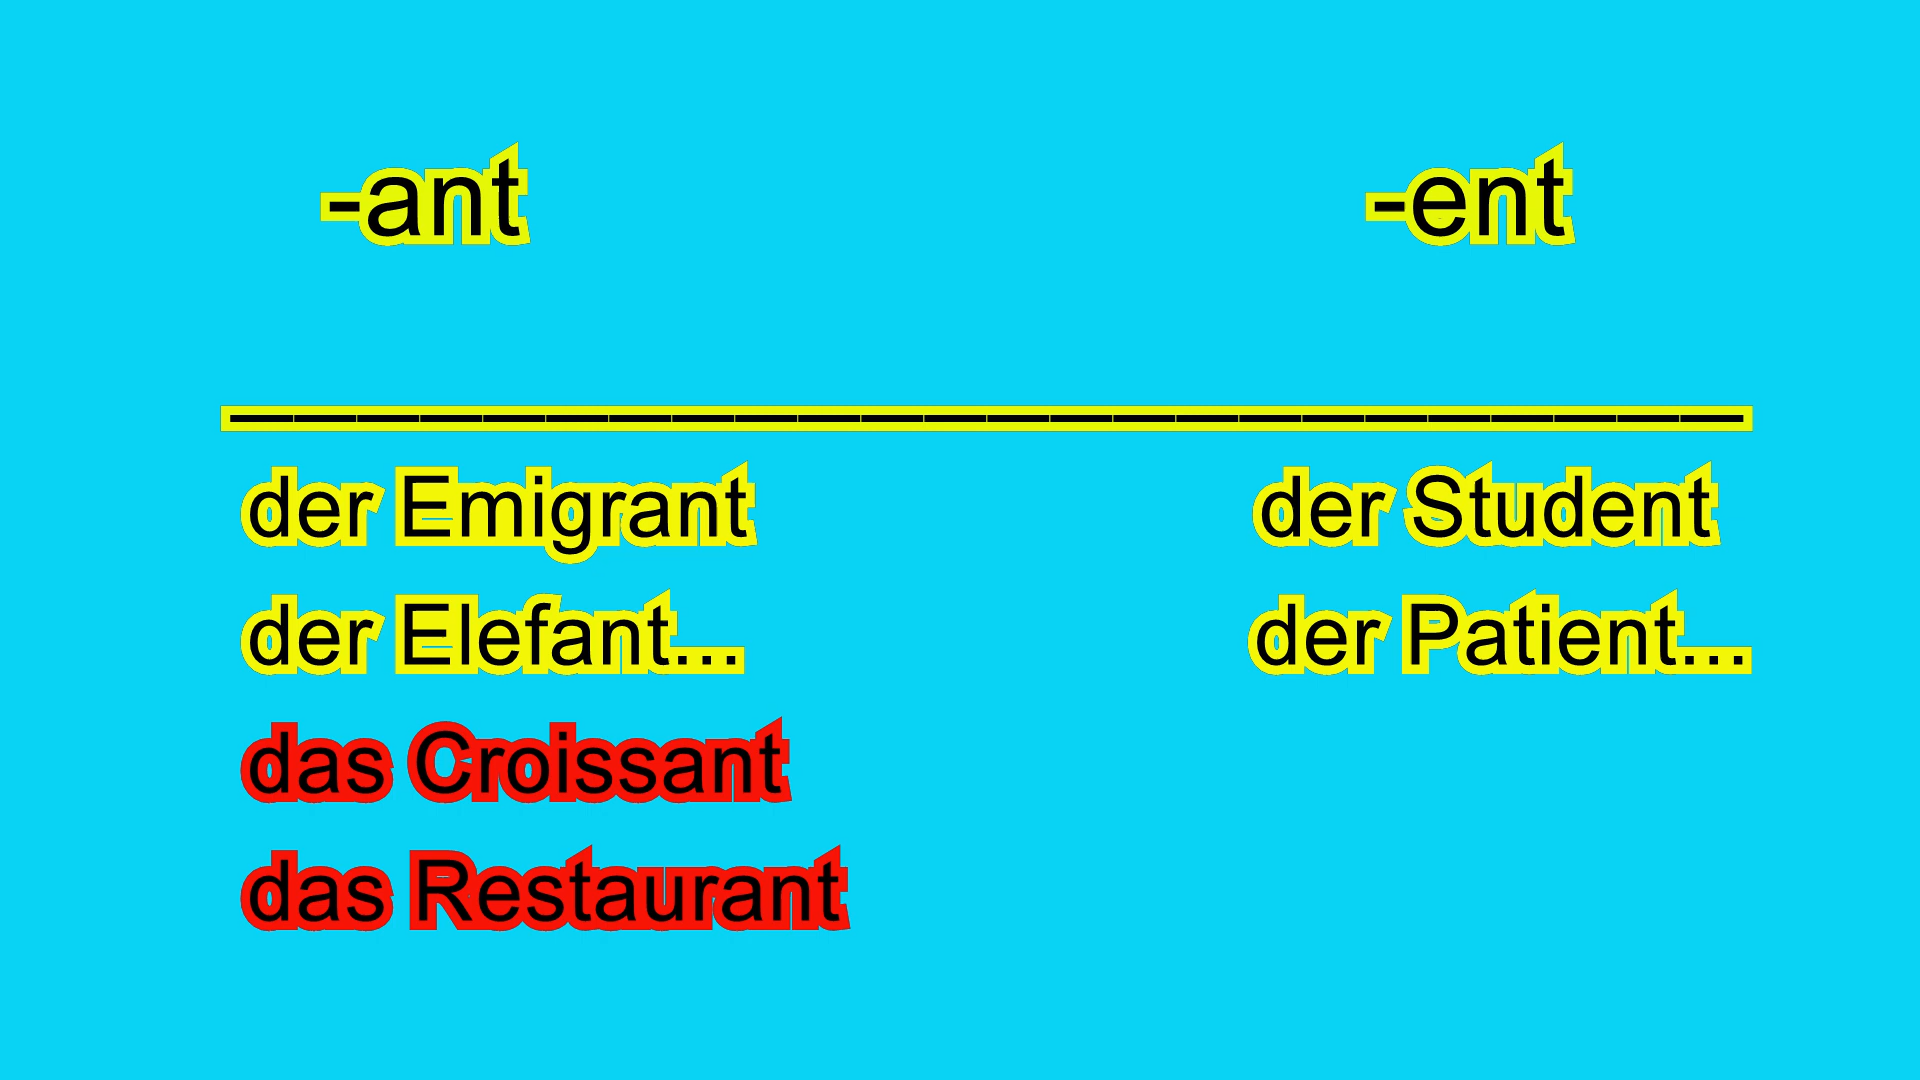 -ant -ent
der Emigrant der Student
der Elefant... der Patient...
das Croissant
das Restaurant